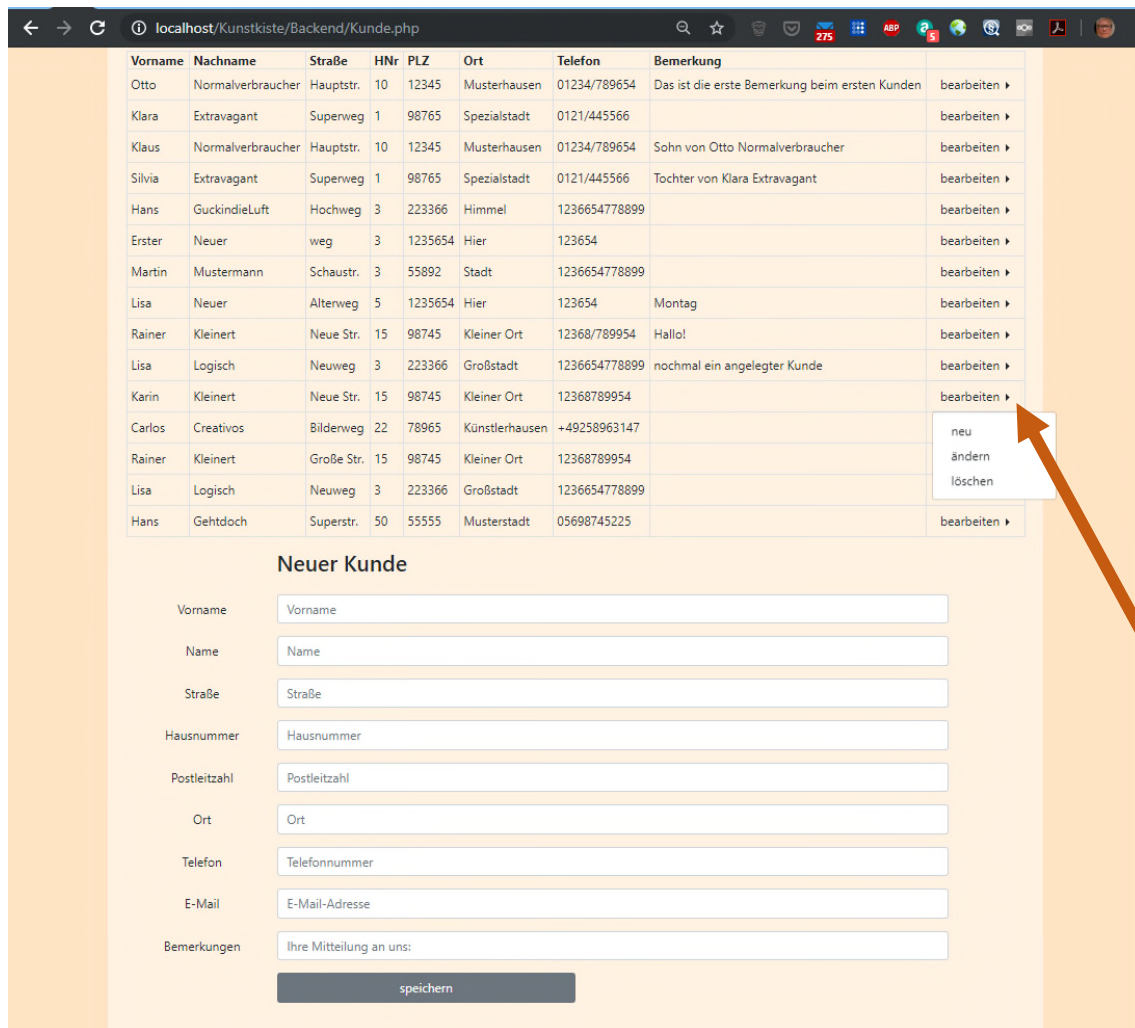 localhost/Kunstkiste/Backend/Kunde.php 275 ABP a 5
Vorname Nachname Straße HNr PLZ Ort Telefon Bemerkung
Otto Normalverbraucher Hauptstr. 10 12345 Musterhausen 01234/789654 Das ist die erste Bemerkung beim ersten Kunden bearbeiten
Klara Extravagant Superweg 1 98765 Spezialstadt 0121/445566 bearbeiten
Klaus Normalverbraucher Hauptstr. 10 12345 Musterhausen 01234/789654 Sohn von Otto Normalverbraucher bearbeiten
Silvia Extravagant Superweg 1 98765 Spezialstadt 0121/445566 Tochter von Klara Extravagant bearbeiten
Hans GuckindieLuft Hochweg 3 223366 Himmel 1236654778899 bearbeiten
Erster Neuer weg 3 1235654 Hier 123654 bearbeiten
Martin Mustermann Schaustr. 3 55892 Stadt 1236654778899 bearbeiten
Lisa Neuer Alterweg 5 1235654 Hier 123654 Montag bearbeiten
Rainer Kleinert Neue Str. 15 98745 Kleiner Ort 12368/789954 Hallo! bearbeiten
Lisa Logisch Neuweg 3 223366 Großstadt 1236654778899 nochmal ein angelegter Kunde bearbeiten
Karin Kleinert Neue Str. 15 98745 Kleiner Ort 12368789954 bearbeiten
Carlos Creativos Bilderweg 22 78965 Künstlerhausen +49258963147
neu
Rainer Kleinert Große Str. 15 98745 Kleiner Ort 12368789954
ändern
Lisa Logisch Neuweg 3 223366 Großstadt 1236654778899
löschen
Hans Gehtdoch Superstr. 50 55555 Musterstadt 05698745225 bearbeiten
Neuer Kunde
Vorname Vorname
Name Name
Straße Straße
Hausnummer Hausnummer
Postleitzahl Postleitzahl
Ort Ort
Telefon Telefonnummer
E-Mail E-Mail-Adresse
Bemerkungen Ihre Mitteilung an uns:
speichern